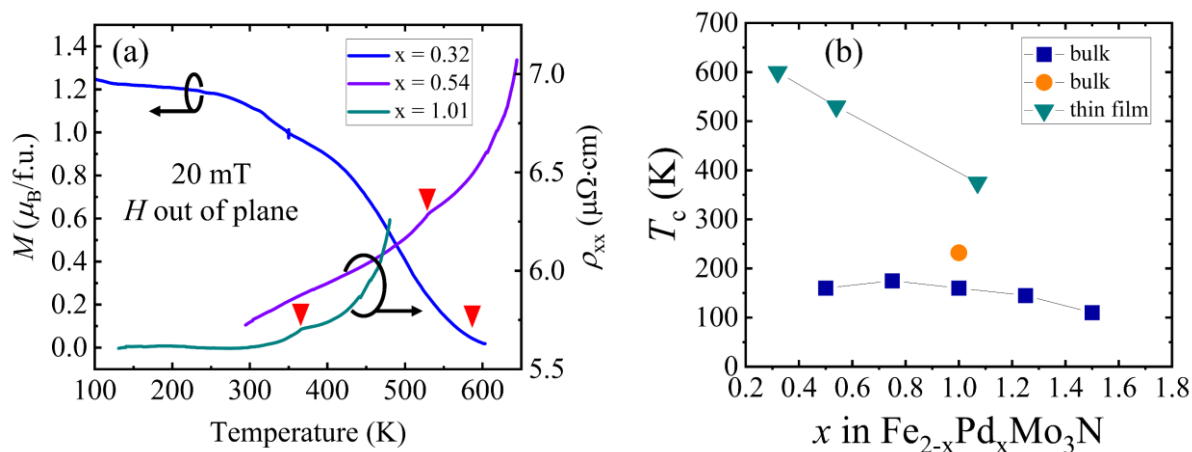 (a)
x = 0.32
x = 0.54
x = 1.01
20 mT
H out of plane
M (μB/f.u.)
1.4
1.2
1.0
0.8
0.6
0.4
0.2
0.0
100 200 300 400 500 600
Temperature (K)
7.0
6.5
6.0
5.5
ρxx (μΩ·cm)
(b)
bulk
bulk
thin film
Tc (K)
700
600
500
400
300
200
100
0
0.2 0.4 0.6 0.8 1.0 1.2 1.4 1.6 1.8
x in Fe2-xPdxMo3N